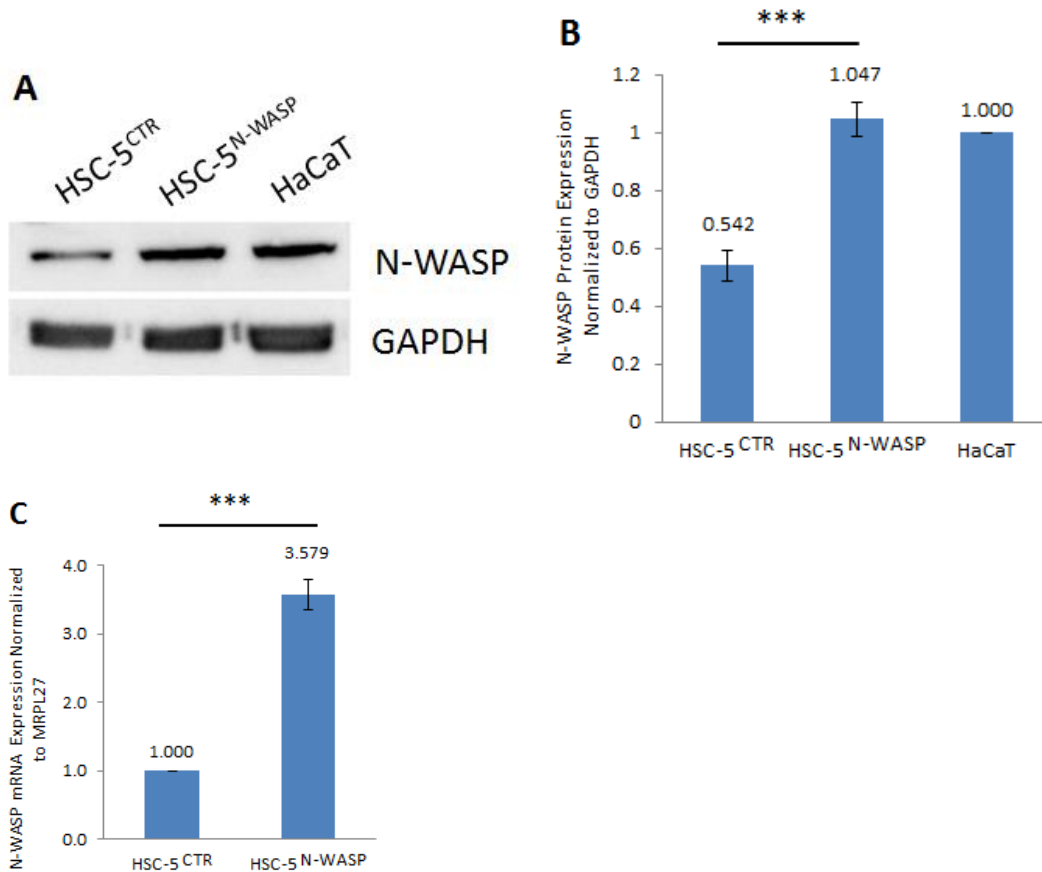 A
HSC-5CTR
HSC-5N-WASP
HaCaT
N-WASP
GAPDH
B
***
N-WASP Protein Expression
Normalized to GAPDH
1.2
1
0.8
0.6
0.4
0.2
0
0.542
1.047
1.000
HSC-5 CTR
HSC-5 N-WASP
HaCaT
C
***
N-WASP mRNA Expression Normalized
to MRPL27
4.0
3.0
2.0
1.0
0.0
1.000
3.579
HSC-5 CTR
HSC-5 N-WASP